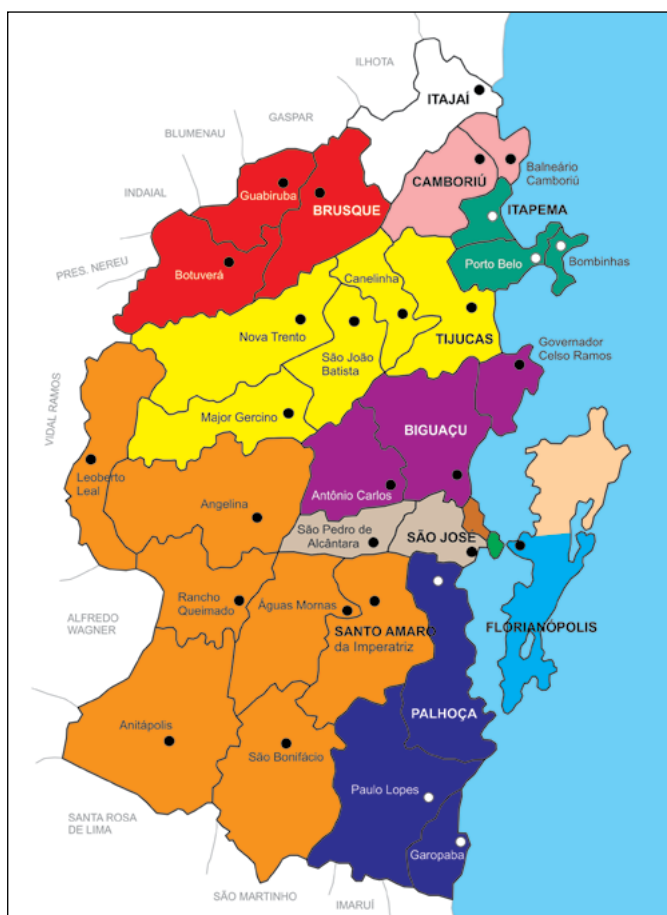 ILHOTA
ITAJAÍ
GASPAR
BLUMENAU
INDAIAL
Guabiruba
BRUSQUE
CAMBORIÚ
Balneário
Camboriú
ITAPEMA
PRES. NEREU
Botuverá
Porto Belo
Bombinhas
Canelinha
Nova Trento
TIJUCAS
São João
Batista
Governador
Celso Ramos
VIDAL RAMOS
Major Gercino
BIGUAÇU
Leoberto
Leal
Angelina
Antônio Carlos
São Pedro de
Alcântara
SÃO JOSÉ
Rancho
Queimado
Águas Mornas
ALFREDO
WAGNER
SANTO AMARO
da Imperatriz
FLORIANÓPOLIS
Anitápolis
PALHOÇA
São Bonifácio
Paulo Lopes
SANTA ROSA
DE LIMA
Garopaba
SÃO MARTINHO
IMARUÍ